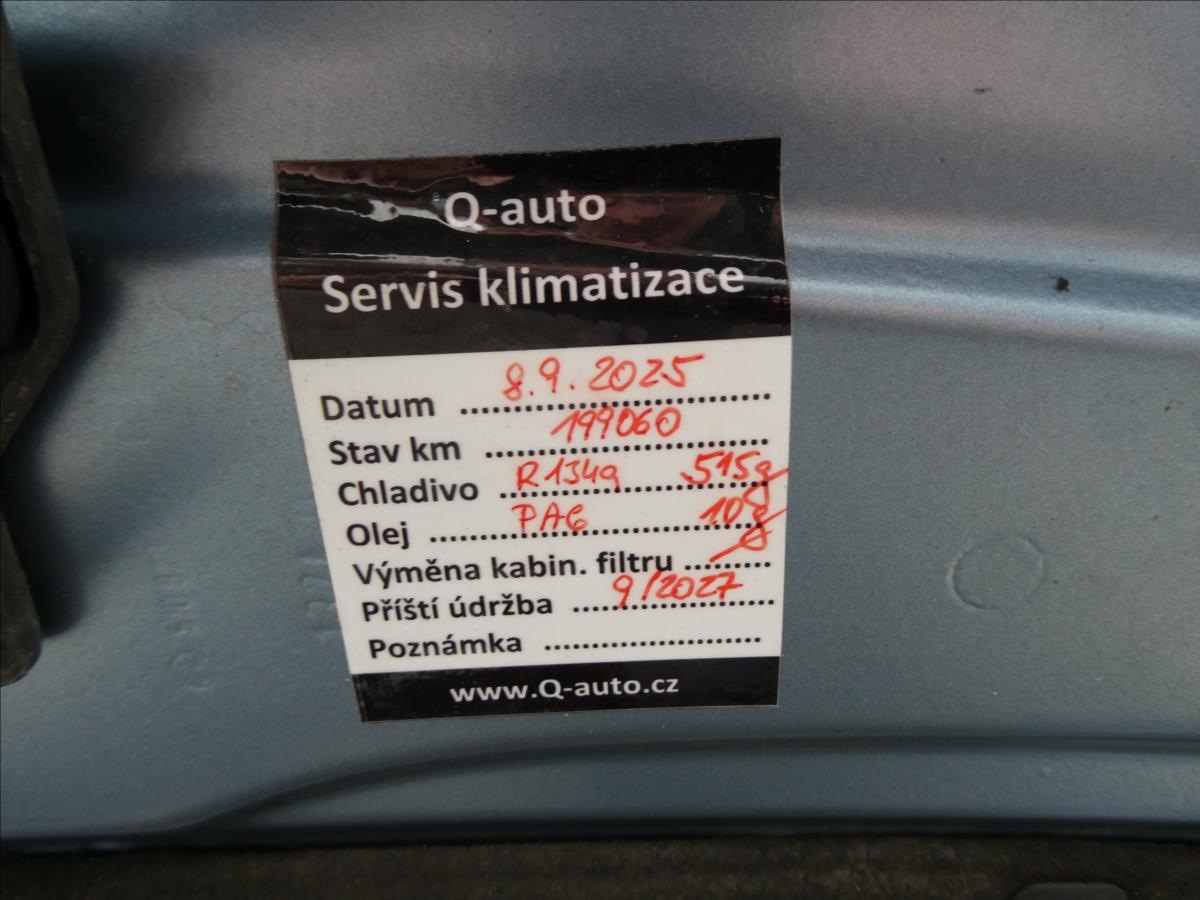 Q-auto
Servis klimatizace
Datum 8.9.2025
Stav km 199060
Chladivo R134a 515g
Olej PAG 10g
Výměna kabin. filtru
Příští údržba 9/2027
Poznámka
www.Q-auto.cz